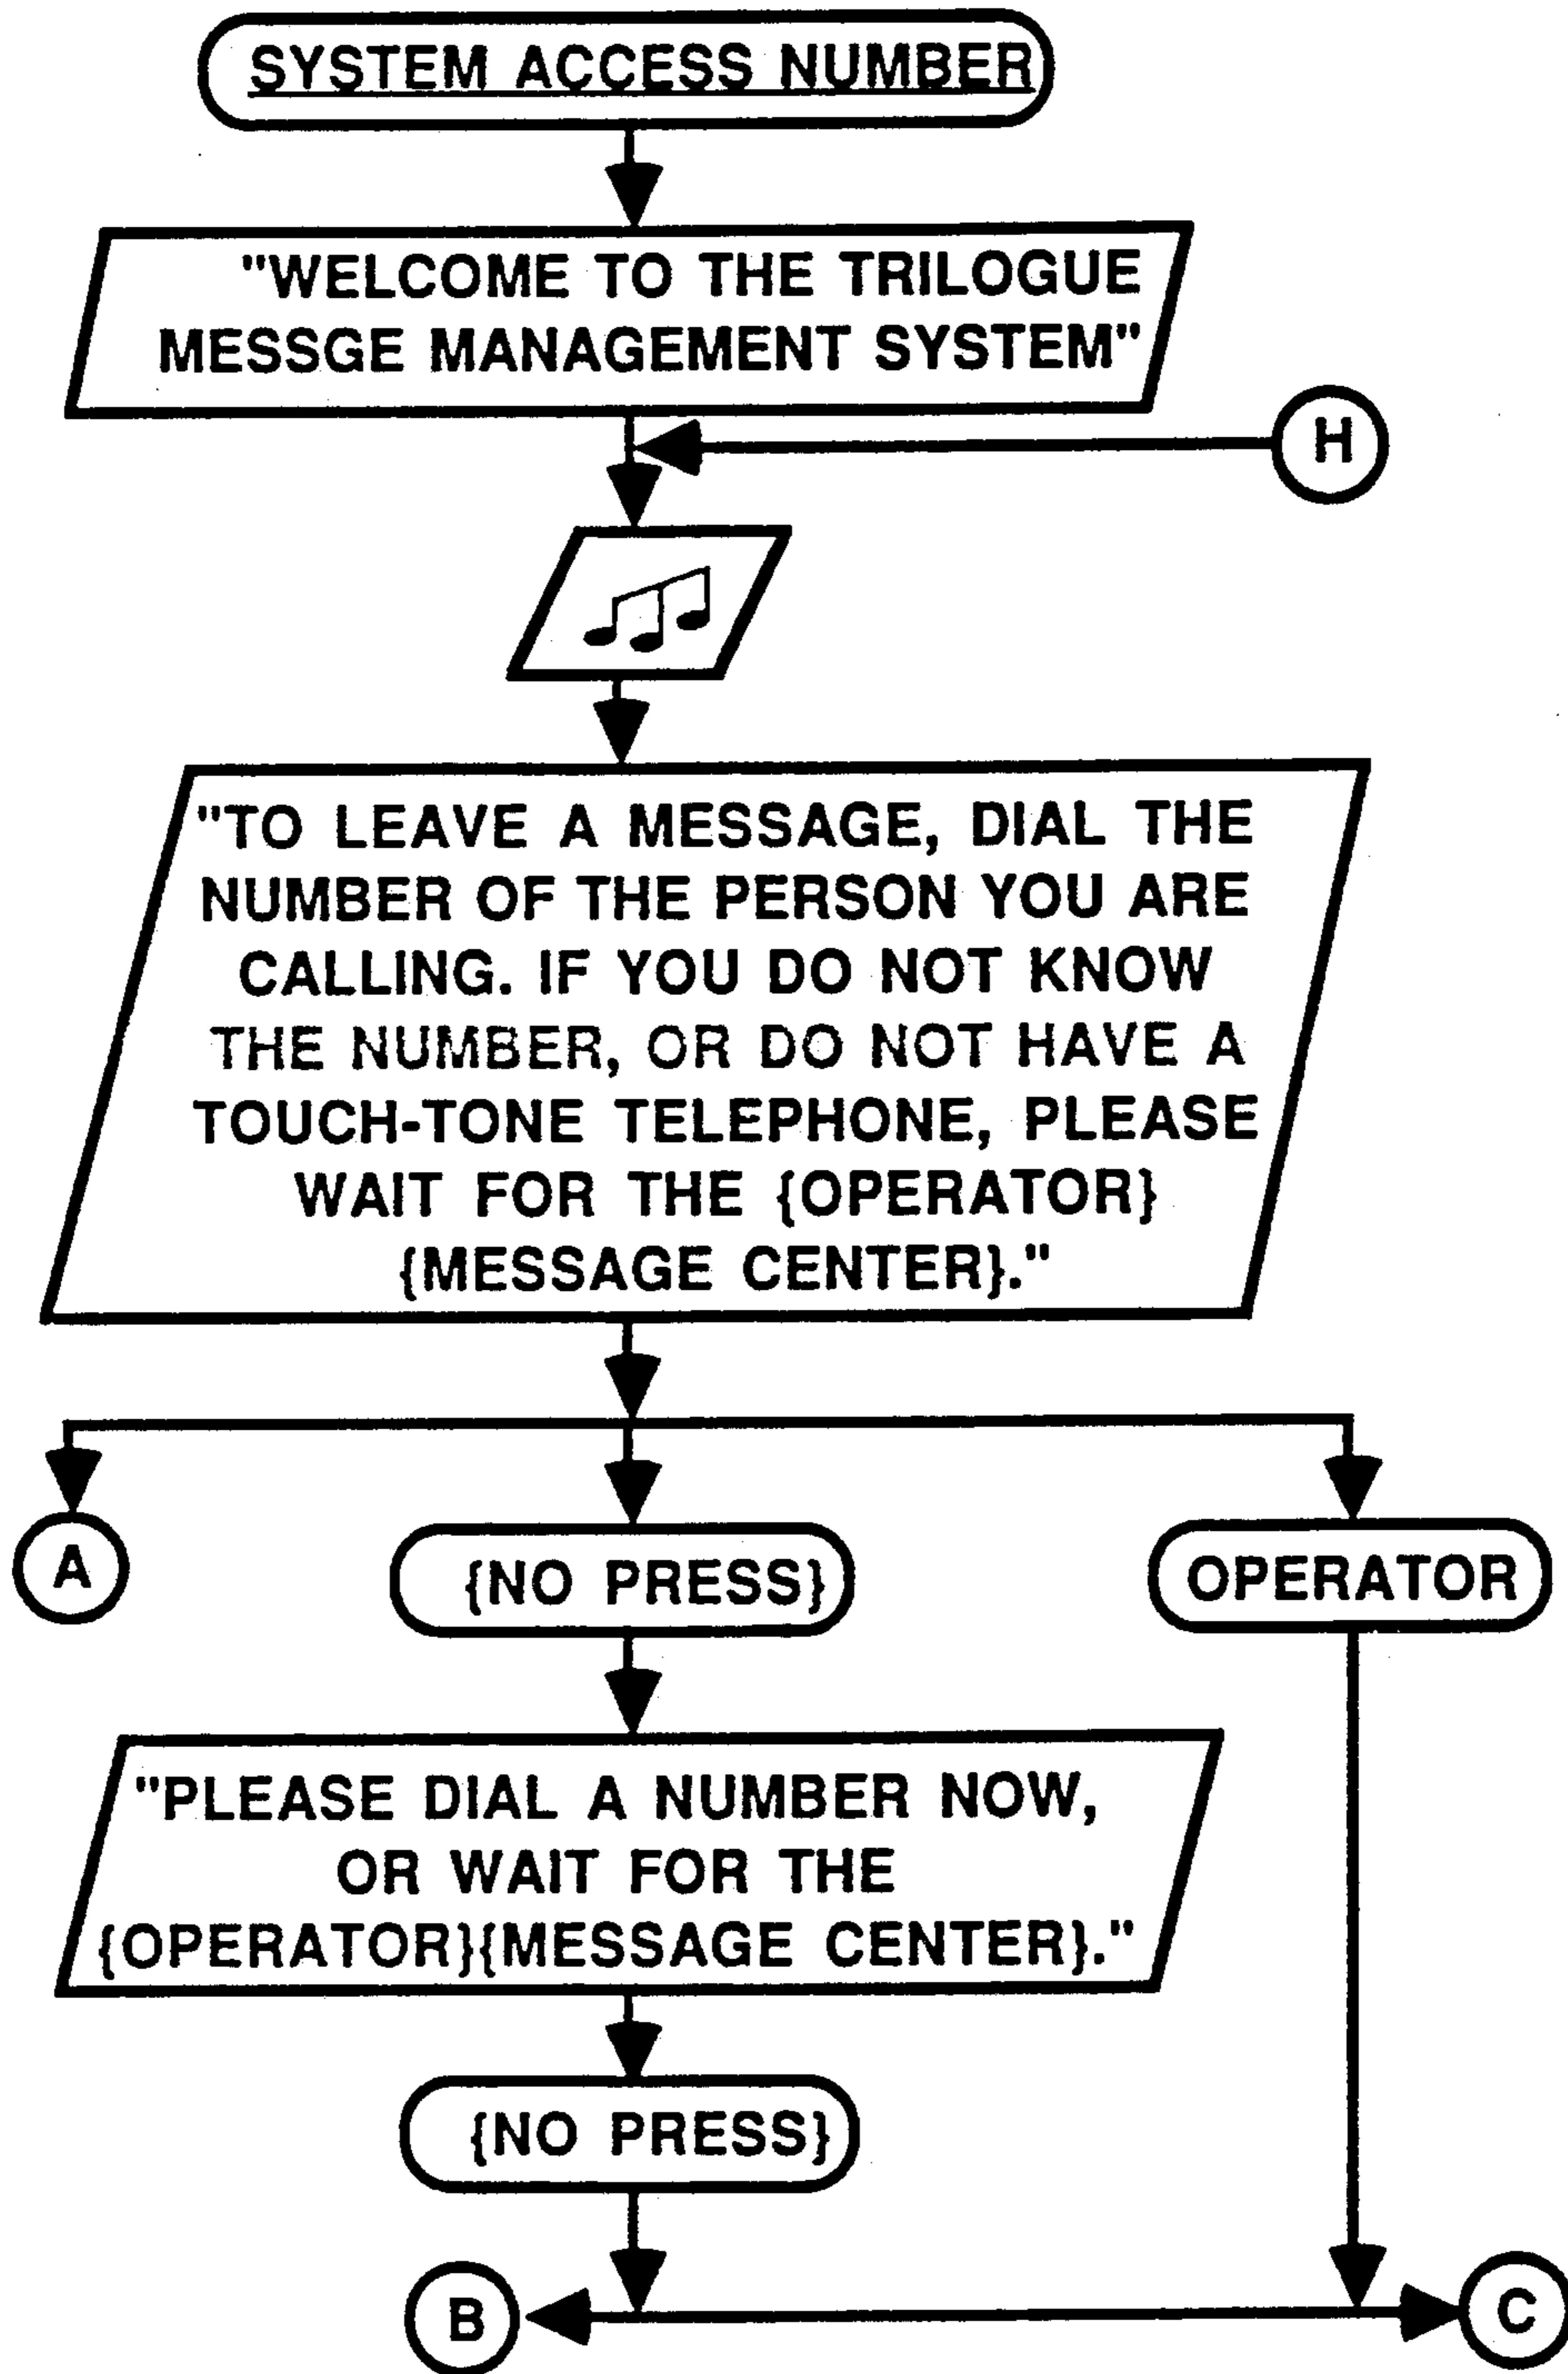 SYSTEM ACCESS NUMBER
"WELCOME TO THE TRILOGUE
MESSGE MANAGEMENT SYSTEM"
H
"TO LEAVE A MESSAGE, DIAL THE
NUMBER OF THE PERSON YOU ARE
CALLING. IF YOU DO NOT KNOW
THE NUMBER, OR DO NOT HAVE A
TOUCH-TONE TELEPHONE, PLEASE
WAIT FOR THE {OPERATOR}
{MESSAGE CENTER}."
A
{NO PRESS}
OPERATOR
"PLEASE DIAL A NUMBER NOW,
OR WAIT FOR THE
{OPERATOR}{MESSAGE CENTER}."
{NO PRESS}
B
C